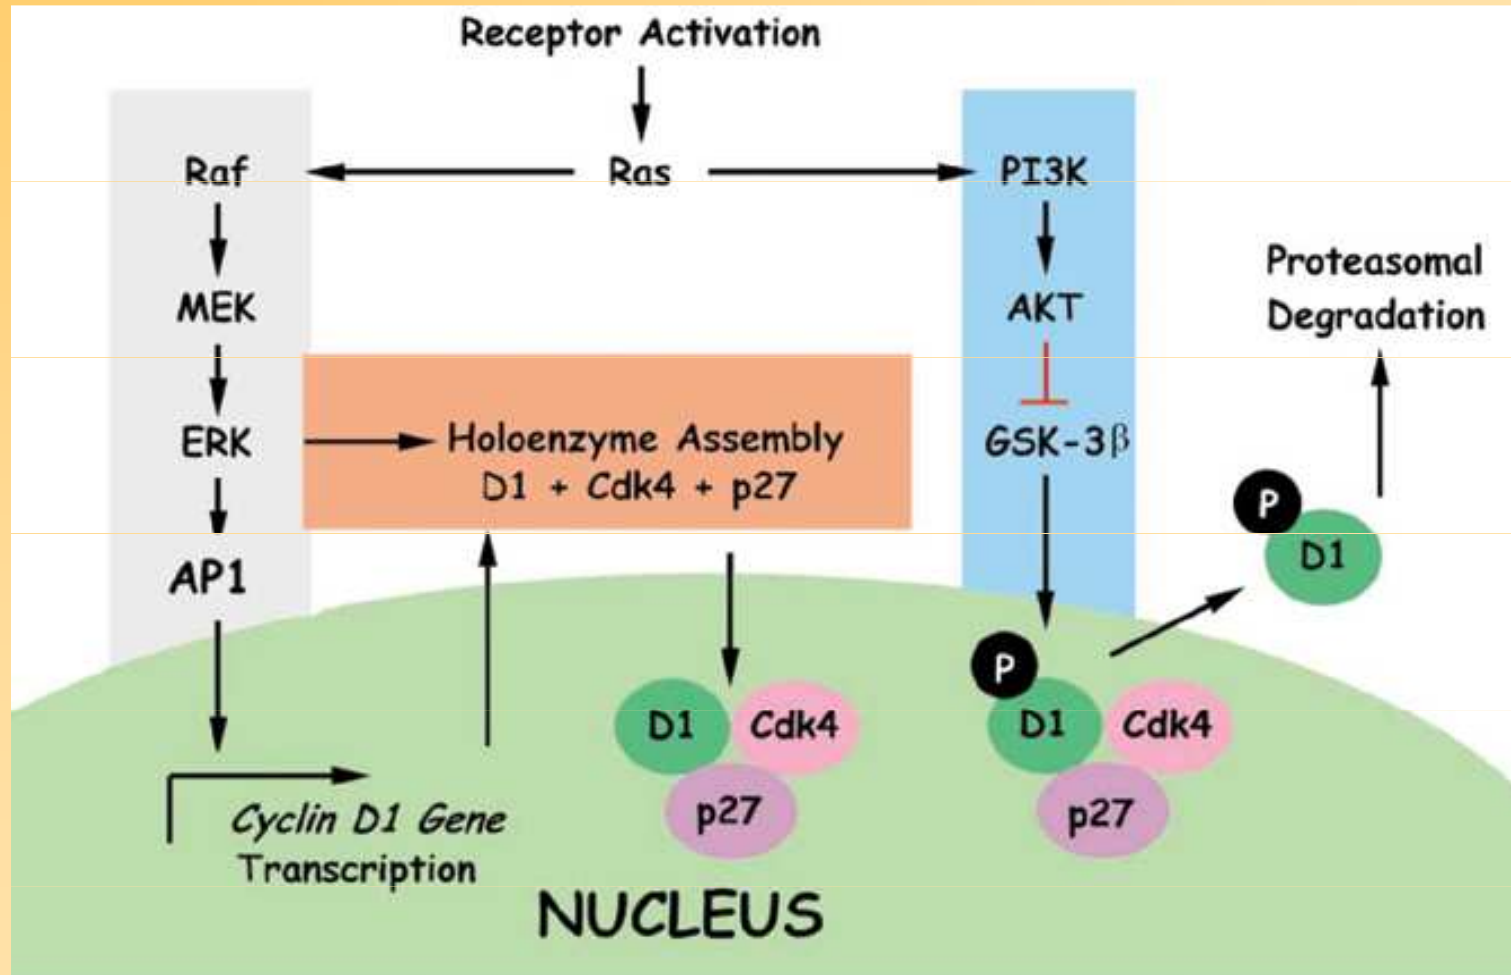 Receptor Activation
Raf
Ras
PI3K
MEK
AKT
Proteasomal
Degradation
ERK
Holoenzyme Assembly
D1 + Cdk4 + p27
GSK-3β
P
D1
AP1
P
D1
Cdk4
p27
D1
Cdk4
p27
Cyclin D1 Gene
Transcription
NUCLEUS